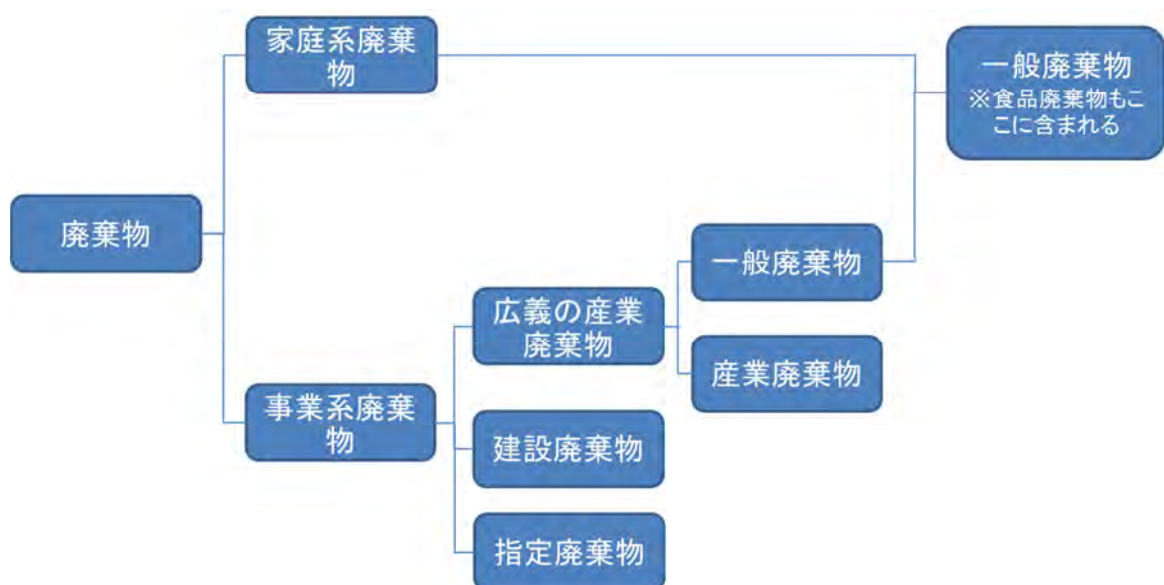 家庭系廃棄
物
一般廃棄物
※食品廃棄物もこ
こに含まれる
廃棄物
一般廃棄物
広義の産業
廃棄物
産業廃棄物
事業系廃棄
物
建設廃棄物
指定廃棄物